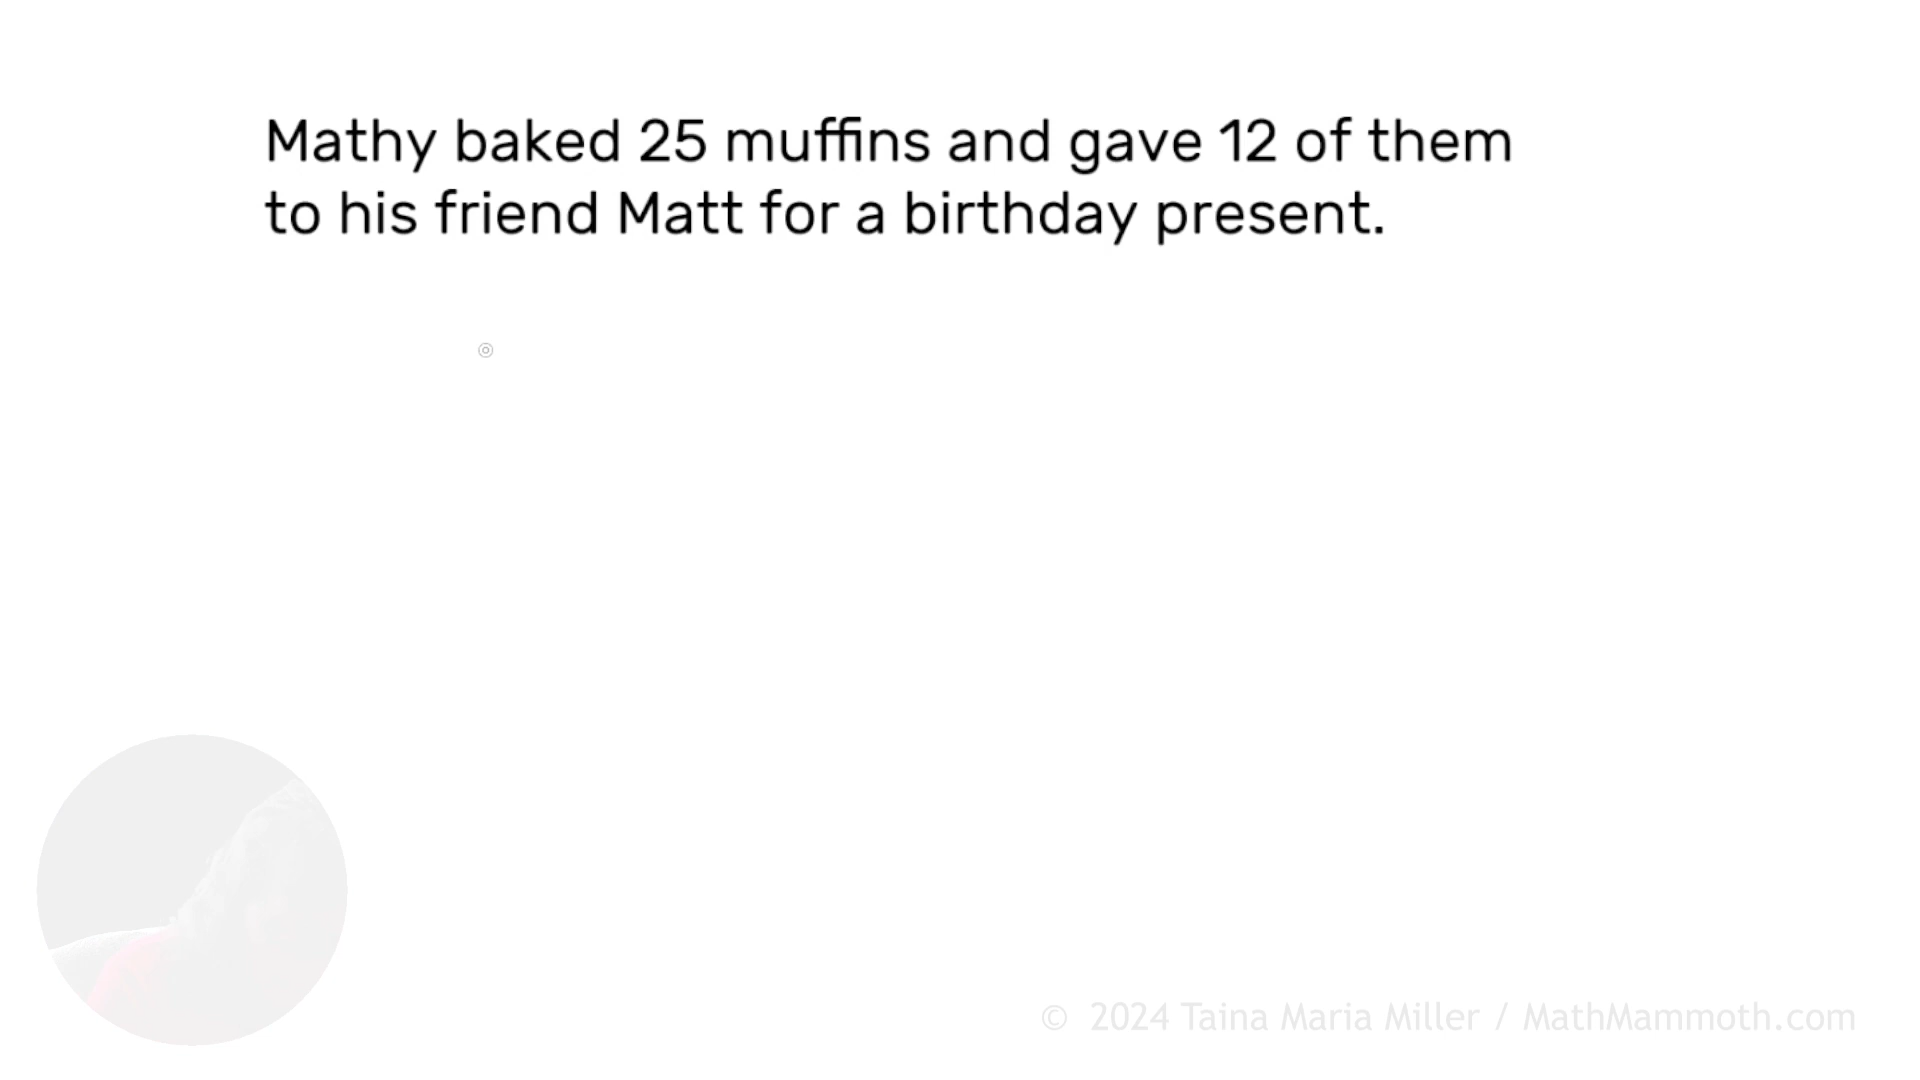 Mathy baked 25 muffins and gave 12 of them
to his friend Matt for a birthday present.
© 2024 Taina Maria Miller / MathMammoth.com